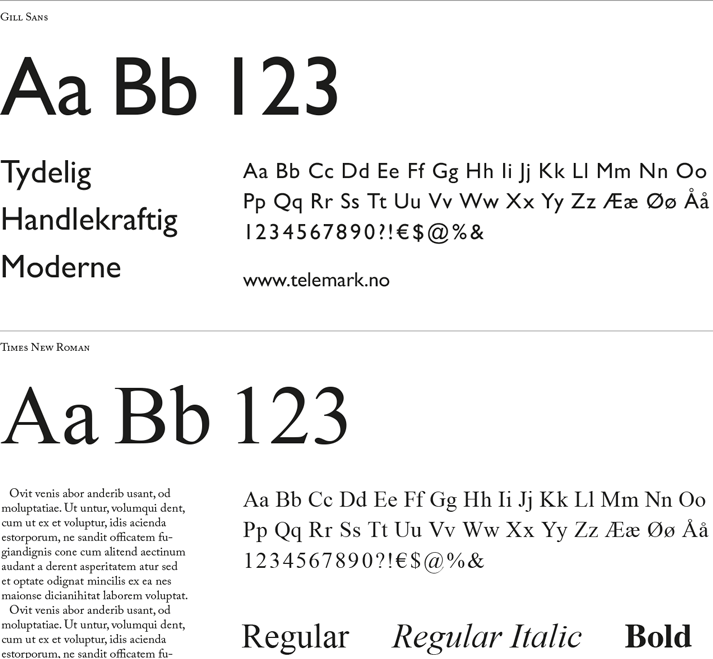 Gill Sans
Aa Bb 123
Tydelig
Handlekraftig
Moderne
Aa Bb Cc Dd Ee Ff Gg Hh Ii Jj Kk Ll Mm Nn Oo
Pp Qq Rr Ss Tt Uu Vv Ww Xx Yy Zz Ææ Øø Åå
1234567890?!€$@%&
www.telemark.no
Times New Roman
Aa Bb 123
Ovit venis abor anderib usant, od
moluptatiae. Ut untur, volumqui dent,
cum ut ex et voluptur, idis acienda
estorporum, ne sandit officatem fu-
giandignis cone cum alitend aectinum
audant a derent asperitatem atur sed
et optate odignat mincilis ex ea nes
maionse dicianihitat laborem voluptat.
Ovit venis abor anderib usant, od
moluptatiae. Ut untur, volumqui dent,
cum ut ex et voluptur, idis acienda
estorporum, ne sandit officatem fu-
Aa Bb Cc Dd Ee Ff Gg Hh Ii Jj Kk Ll Mm Nn Oo
Pp Qq Rr Ss Tt Uu Vv Ww Xx Yy Zz Ææ Øø Åå
1234567890?!€$@%&
Regular Regular Italic Bold